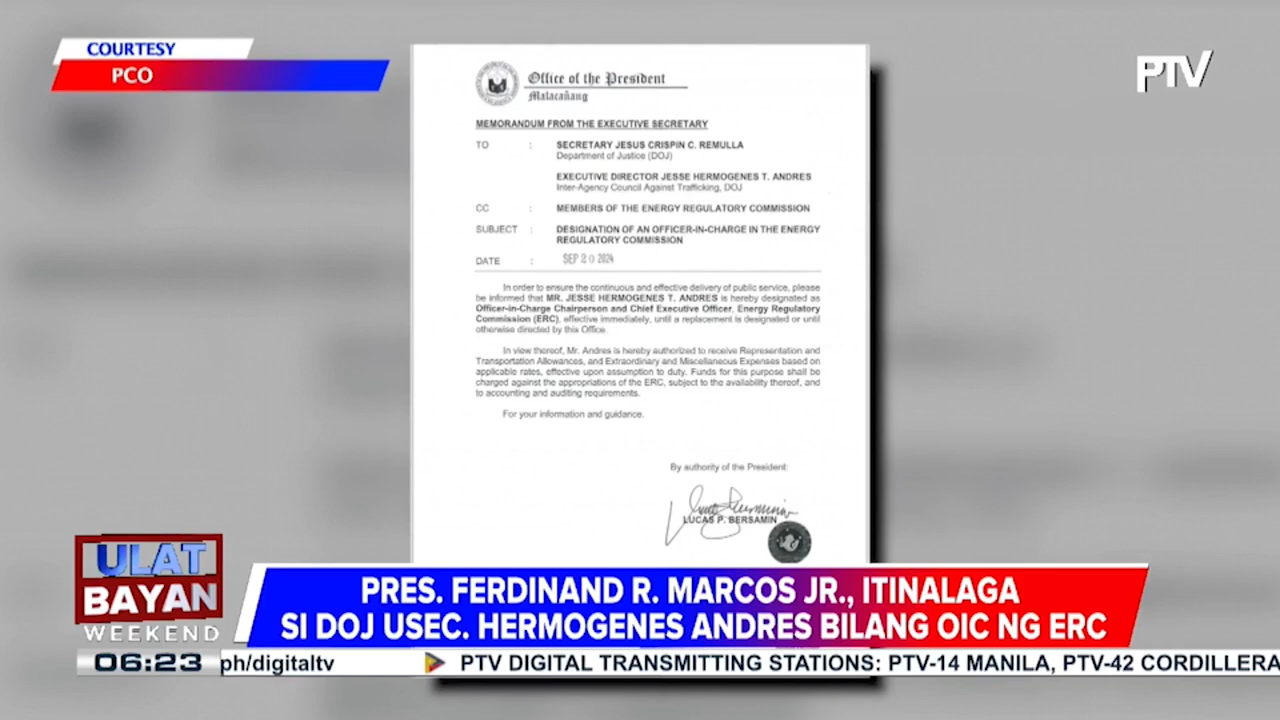 COURTESY
PCO
PTV
Office of the President
Malacañang
MEMORANDUM FROM THE EXECUTIVE SECRETARY
TO : SECRETARY JESUS CRISPIN C. REMULLA
Department of Justice (DOJ)
EXECUTIVE DIRECTOR JESSE HERMOGENES T. ANDRES
Inter-Agency Council Against Trafficking, DOJ
CC : MEMBERS OF THE ENERGY REGULATORY COMMISSION
SUBJECT : DESIGNATION OF AN OFFICER-IN-CHARGE IN THE ENERGY
REGULATORY COMMISSION
DATE : SEP 20 2024
In order to ensure the continuous and effective delivery of public service, please
be informed that MR. JESSE HERMOGENES T. ANDRES is hereby designated as
Officer-in-Charge Chairperson and Chief Executive Officer, Energy Regulatory
Commission (ERC), effective immediately, until a replacement is designated or until
otherwise directed by this Office.
In view thereof, Mr. Andres is hereby authorized to receive Representation and
Transportation Allowances, and Extraordinary and Miscellaneous Expenses based on
applicable rates, effective upon assumption to duty. Funds for this purpose shall be
charged against the appropriations of the ERC, subject to the availability thereof, and
to accounting and auditing requirements.
For your information and guidance.
By authority of the President:
LUCAS P. BERSAMIN
ULAT
BAYAN
WEEKEND
PRES. FERDINAND R. MARCOS JR., ITINALAGA
SI DOJ USEC. HERMOGENES ANDRES BILANG OIC NG ERC
06:23
ph/digitaltv PTV DIGITAL TRANSMITTING STATIONS: PTV-14 MANILA, PTV-42 CORDILLERA